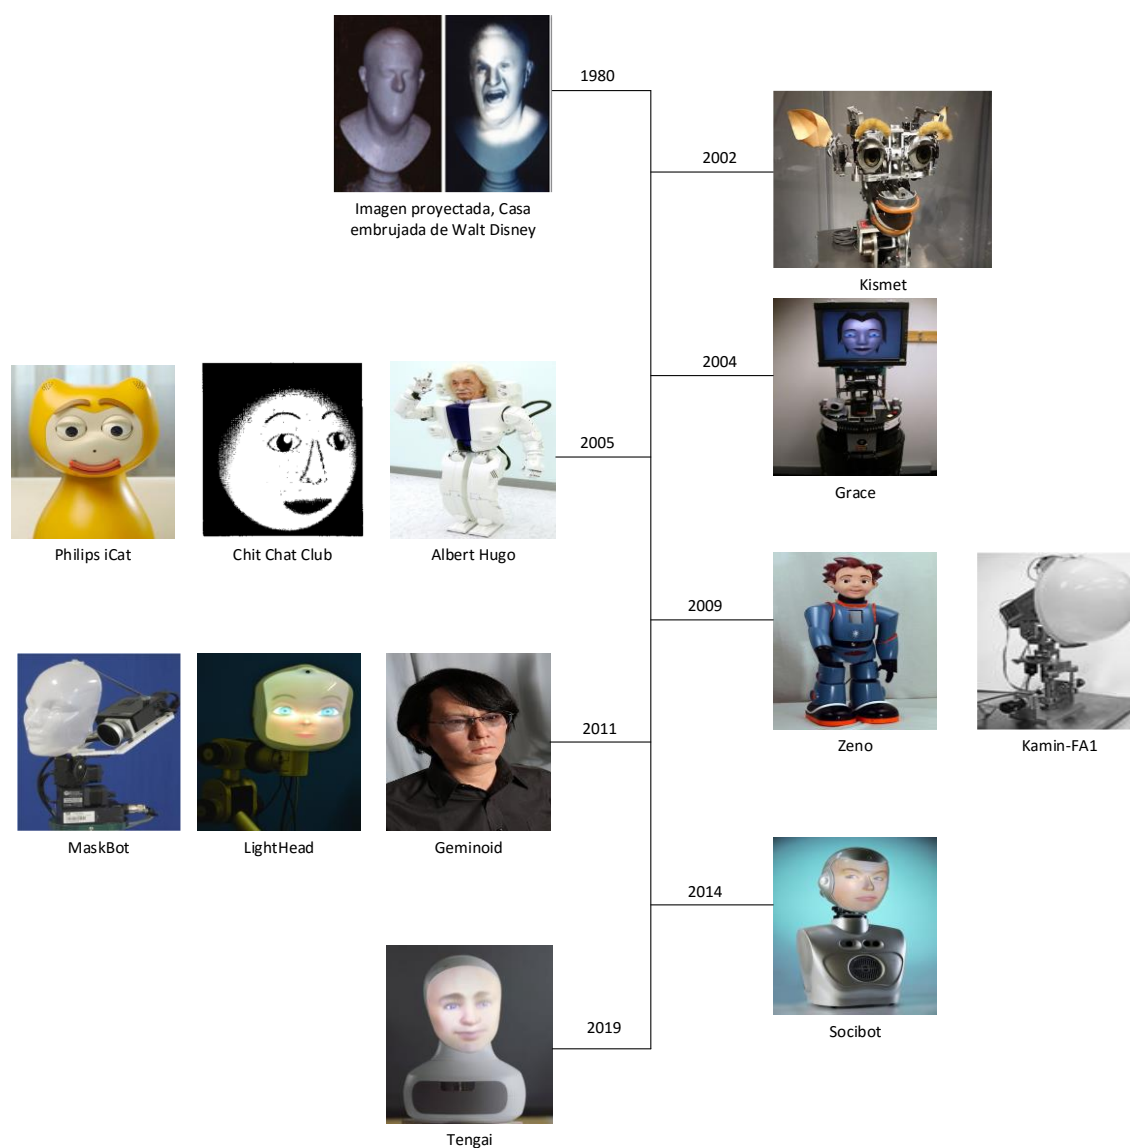 1980
Imagen proyectada, Casa
embrujada de Walt Disney
2002
Kismet
2004
Grace
2005
Philips iCat
Chit Chat Club
Albert Hugo
2009
Zeno
Kamin-FA1
2011
MaskBot
LightHead
Geminoid
2014
Socibot
2019
Tengai